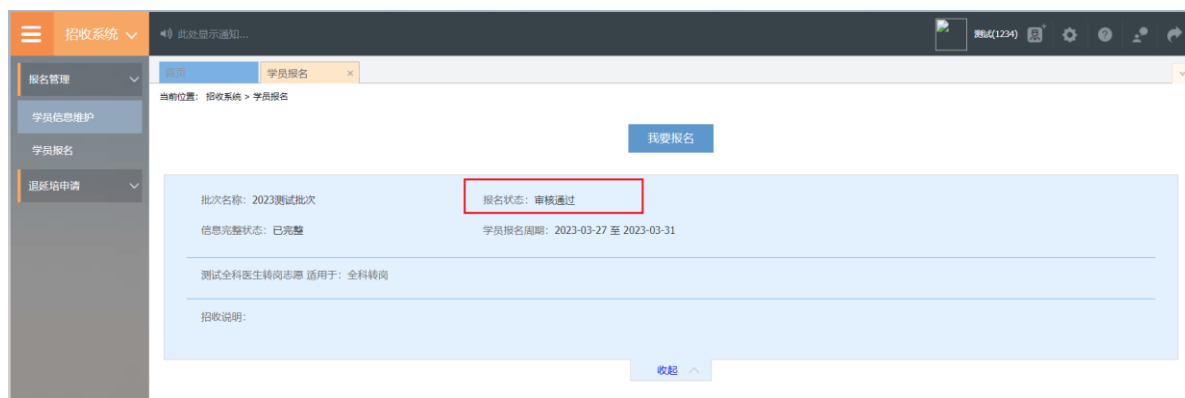 招收系统
此处显示通知...
测试(1234)
报名管理
首页
学员报名 ×
当前位置: 招收系统 > 学员报名
学员信息维护
学员报名
退延培申请
我要报名
批次名称: 2023测试批次
报名状态: 审核通过
信息完整状态: 已完整
学员报名周期: 2023-03-27 至 2023-03-31
测试全科医生转岗志愿 适用于: 全科转岗
招收说明:
收起